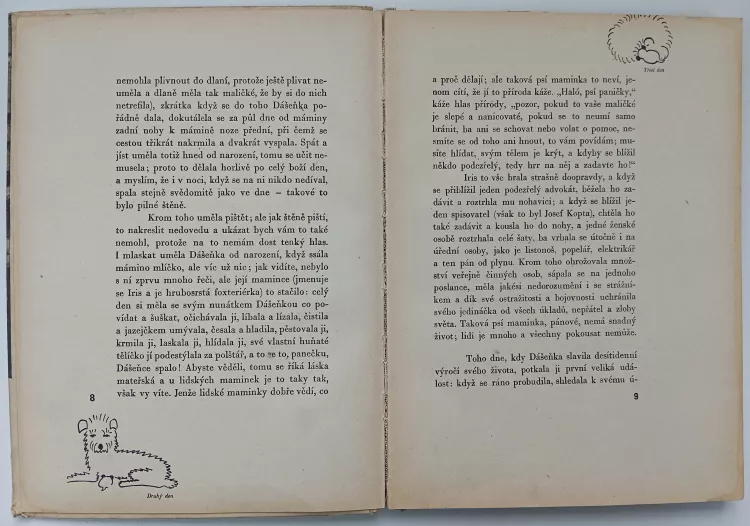 nemohla plivnout do dlaní, protože ještě plivat ne-
uměla a dlaně měla tak maličké, že by si do nich
netrefila), zkrátka když se do toho Dášeňka po-
řádně dala, dokutálela se za půl dne od máminy
zadní nohy k mámině noze přední, při čemž se
cestou třikrát nakrmila a dvakrát vyspala. Spát a
jíst uměla totiž hned od narození, tomu se učit ne-
musela; proto to dělala horlivě po celý boží den,
a myslím, že i v noci, kdy se na ni nikdo nedíval,
spala stejně svědomitě jako ve dne – takové to
bylo pilné štěně.
Krom toho uměla pištět; ale jak štěně piští,
to nakreslit nedovedu a ukázat bych vám to také
nemohl, protože na to nemám dost tenký hlas.
I mlaskat uměla Dášeňka od narození, když ssála
mámino mlíčko, ale víc už nic; jak vidíte, nebylo
s ní zprvu mnoho řeči, ale její mamince (jmenuje
se Iris a je hrubosrstá foxteriérka) to stačilo: celý
den si měla se svým nunátkem Dášeňkou co po-
vídat a šuškat, očichávala ji, líbala a lízala, čistila
a jazejčkem umývala, česala a hladila, pěstovala ji,
krmila ji, laskala ji, hlídala ji, své vlastní huňaté
tělíčko jí podestýlala za polštář, a to se to, panečku,
Dášeňce spalo! Abyste věděli, tomu se říká láska
mateřská a u lidských maminek je to taky tak,
však vy víte. Jenže lidské maminky dobře vědí, co
8
Druhý den
Třetí den
a proč dělají; ale taková psí maminka to neví, je-
nom cítí, že jí to příroda káže. „Haló, psí paničky,“
káže hlas přírody, „pozor, pokud to vaše maličké
je slepé a nanicovaté, pokud se to neumí samo
bránit, ba ani se schovat nebo volat o pomoc, ne-
smíte se od toho ani hnout, to vám povídám; mu-
síte hlídat, svým tělem je krýt, a kdyby se blížil
někdo podezřelý, tedy hrr na něj a zadavte ho!“
Iris to vše brala strašně doopravdy, a když
se přiblížil jeden podezřelý advokát, běžela ho za-
dávit a roztrhla mu nohavici; a když se blížil je-
den spisovatel (však to byl Josef Kopta), chtěla ho
také zadávit a kousla ho do nohy, a jedné ženské
osobě roztrhala celé šaty, ba vrhala se útočně i na
úřední osoby, jako je listonoš, popelář, elektrikář
a ten pán od plynu. Krom toho obrožovala množ-
ství veřejně činných osob, sápala se na jednoho
poslance, měla jakési nedorozumění i se strážní-
kem a dík své ostražitosti a bojovnosti uchránila
svého jedináčka od všech úkladů, nepřátel a zloby
světa. Taková psí maminka, pánové, nemá snadný
život; lidí je mnoho a všechny pokousat nemůže.
Toho dne, kdy Dášeňka slavila desítidenní
výročí svého života, potkala ji první veliká udá-
lost: když se ráno probudila, shledala k svému ú-
9